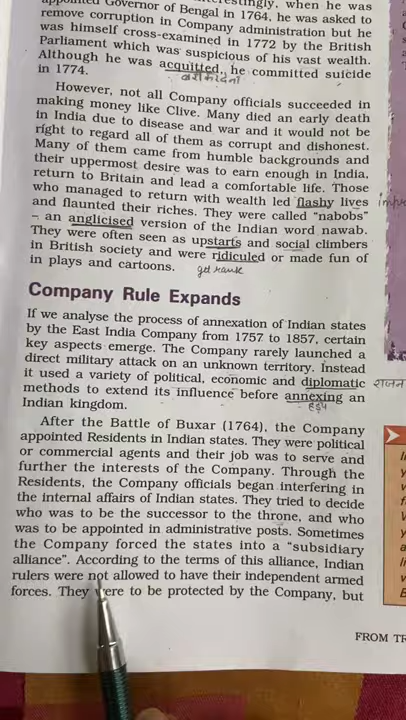 appointed Governor of Bengal in 1764, he was asked to
remove corruption in Company administration but he
was himself cross-examined in 1772 by the British
Parliament which was suspicious of his vast wealth.
Although he was acquitted, he committed suicide
in 1774.
However, not all Company officials succeeded in
making money like Clive. Many died an early death
in India due to disease and war and it would not be
right to regard all of them as corrupt and dishonest.
Many of them came from humble backgrounds and
their uppermost desire was to earn enough in India,
return to Britain and lead a comfortable life. Those
who managed to return with wealth led flashy lives
and flaunted their riches. They were called “nabobs”
– an anglicised version of the Indian word nawab.
They were often seen as upstarts and social climbers
in British society and were ridiculed or made fun of
in plays and cartoons.
Company Rule Expands
If we analyse the process of annexation of Indian states
by the East India Company from 1757 to 1857, certain
key aspects emerge. The Company rarely launched a
direct military attack on an unknown territory. Instead
it used a variety of political, economic and diplomatic
methods to extend its influence before annexing an
हड़प
Indian kingdom.
After the Battle of Buxar (1764), the Company
appointed Residents in Indian states. They were political
or commercial agents and their job was to serve and
further the interests of the Company. Through the
Residents, the Company officials began interfering in
the internal affairs of Indian states. They tried to decide
who was to be the successor to the throne, and who
was to be appointed in administrative posts. Sometimes
the Company forced the states into a “subsidiary
alliance”. According to the terms of this alliance, Indian
rulers were not allowed to have their independent armed
forces. They were to be protected by the Company, but
FROM TR